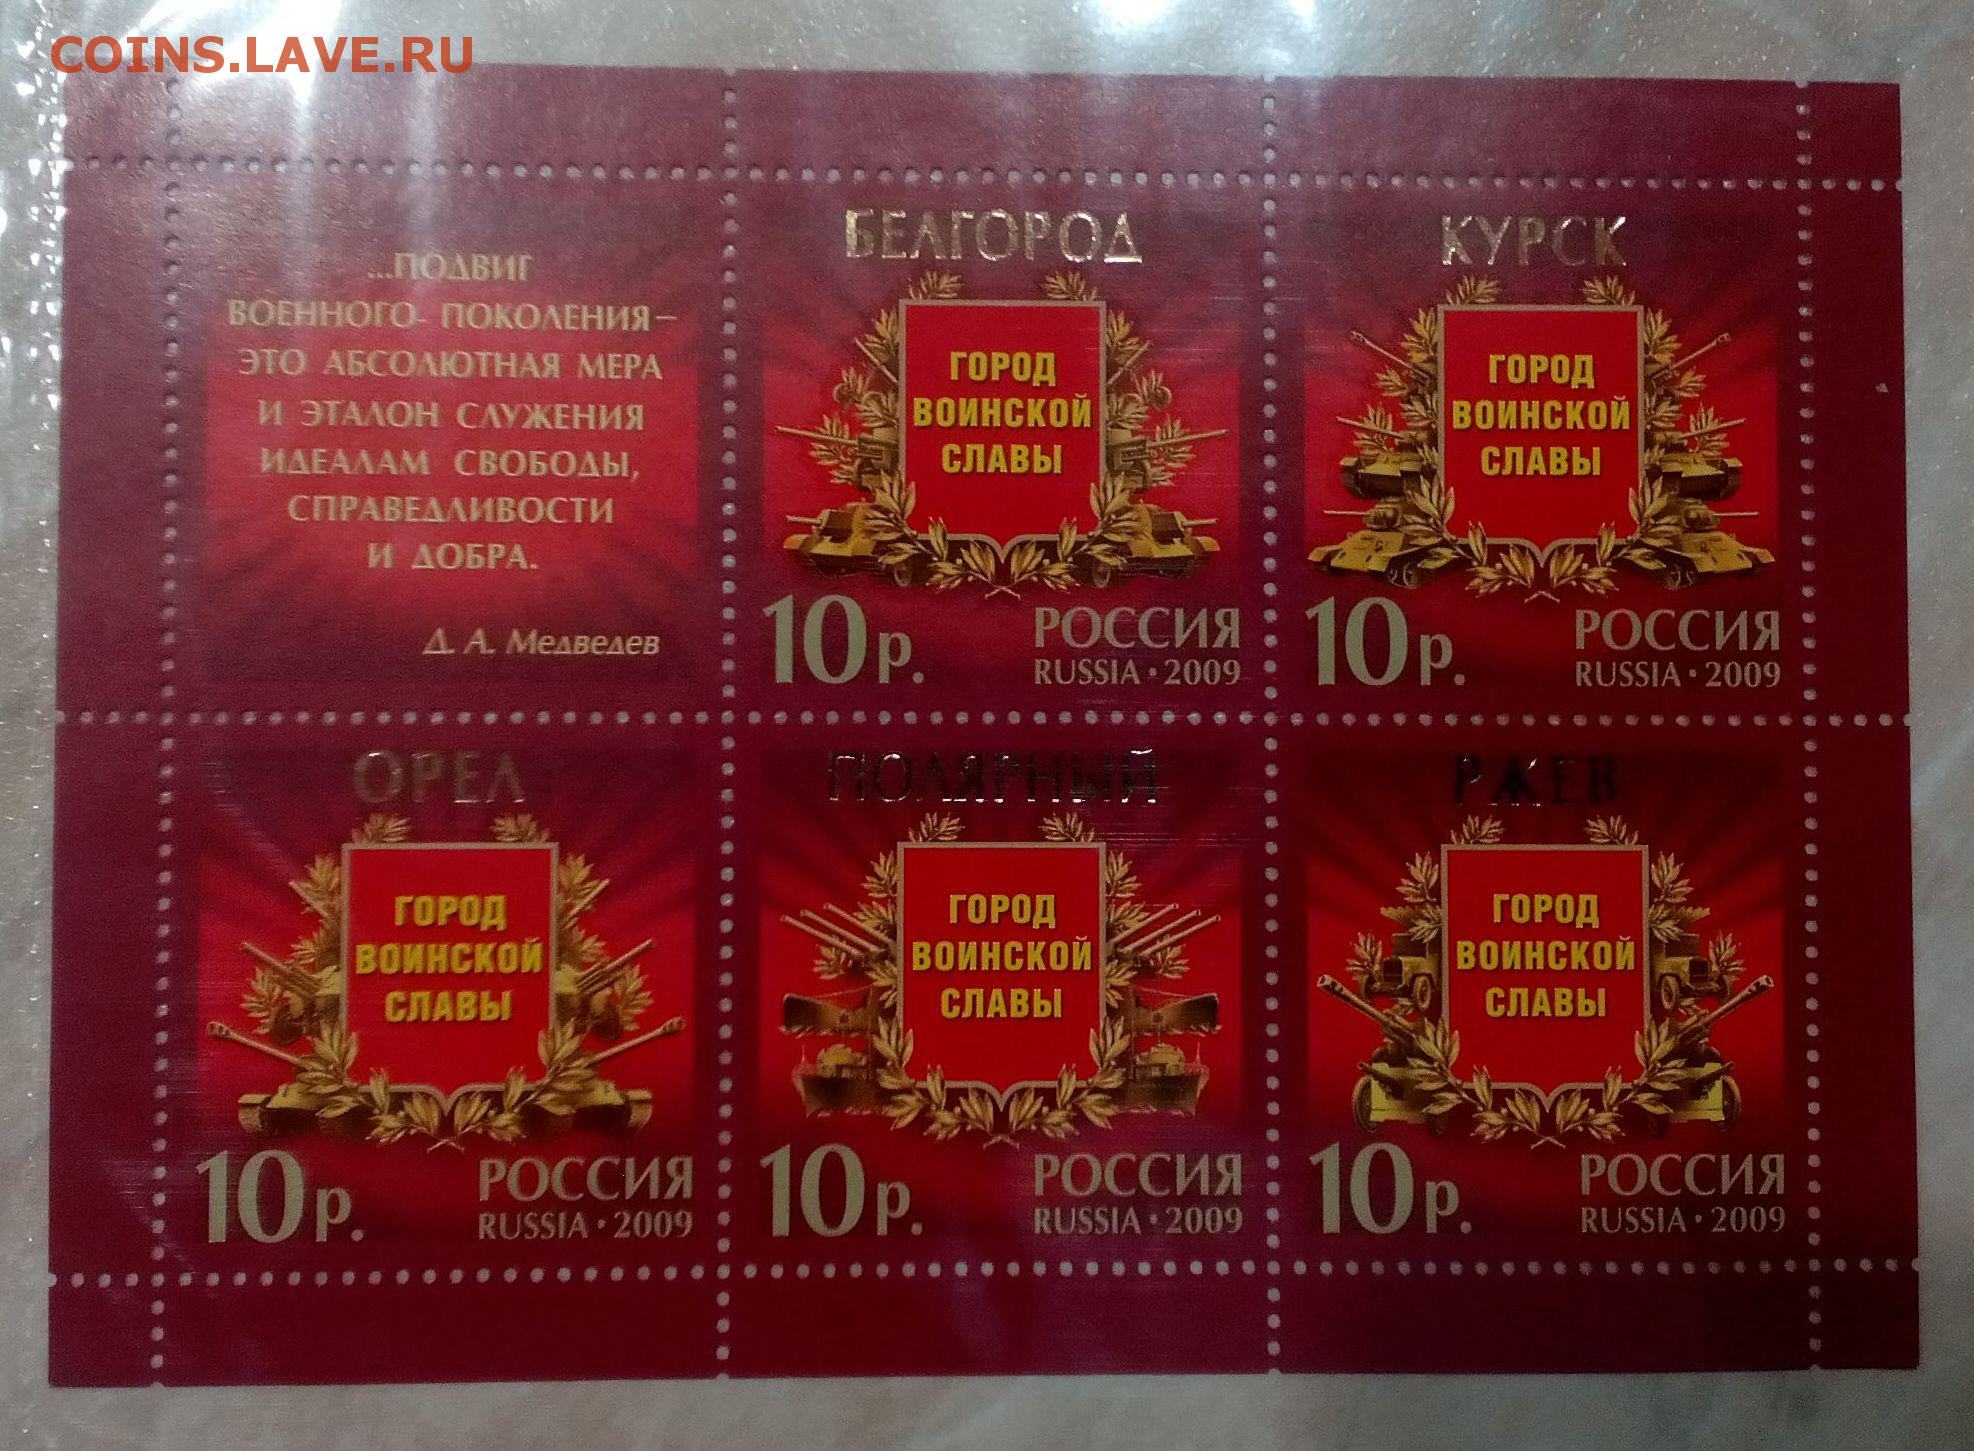 COINS.LAVE.RU
...ПОДВИГ
ВОЕННОГО ПОКОЛЕНИЯ–
ЭТО АБСОЛЮТНАЯ МЕРА
И ЭТАЛОН СЛУЖЕНИЯ
ИДЕАЛАМ СВОБОДЫ,
СПРАВЕДЛИВОСТИ
И ДОБРА.
Д. А. Медведев
БЕЛГОРОД
ГОРОД
ВОИНСКОЙ
СЛАВЫ
10р.
РОССИЯ
RUSSIA · 2009
КУРСК
ГОРОД
ВОИНСКОЙ
СЛАВЫ
10р.
РОССИЯ
RUSSIA · 2009
ОРЕЛ
ГОРОД
ВОИНСКОЙ
СЛАВЫ
10р.
РОССИЯ
RUSSIA · 2009
ПОЛЯРНЫЙ
ГОРОД
ВОИНСКОЙ
СЛАВЫ
10р.
РОССИЯ
RUSSIA · 2009
РЖЕВ
ГОРОД
ВОИНСКОЙ
СЛАВЫ
10р.
РОССИЯ
RUSSIA · 2009